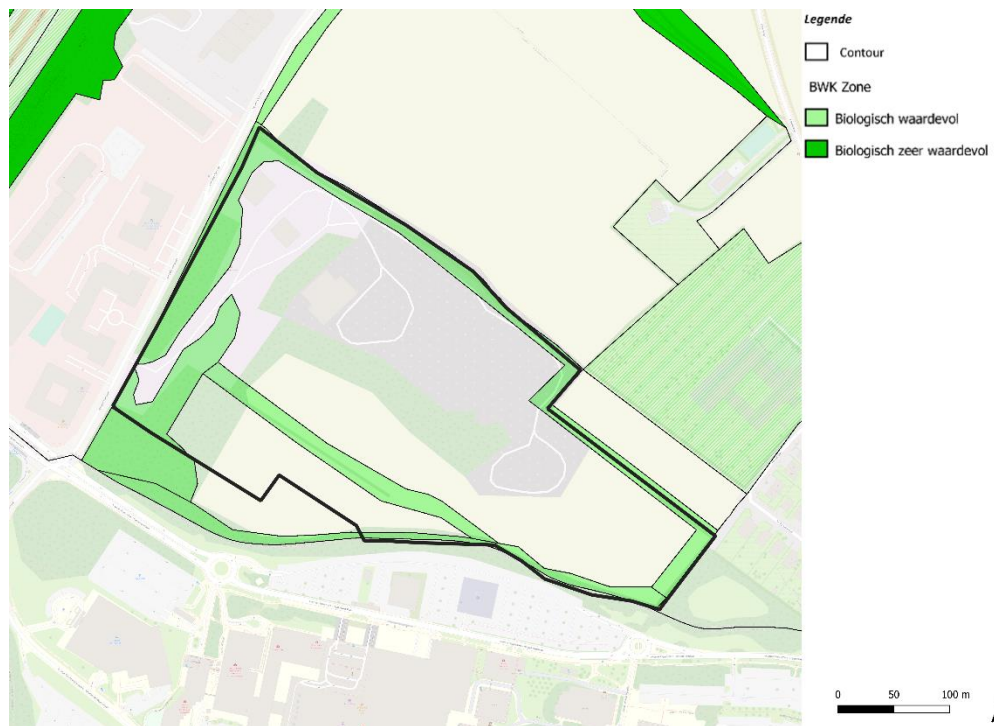 Legende
Contour
BWK Zone
Biologisch waardevol
Biologisch zeer waardevol
0 50 100 m